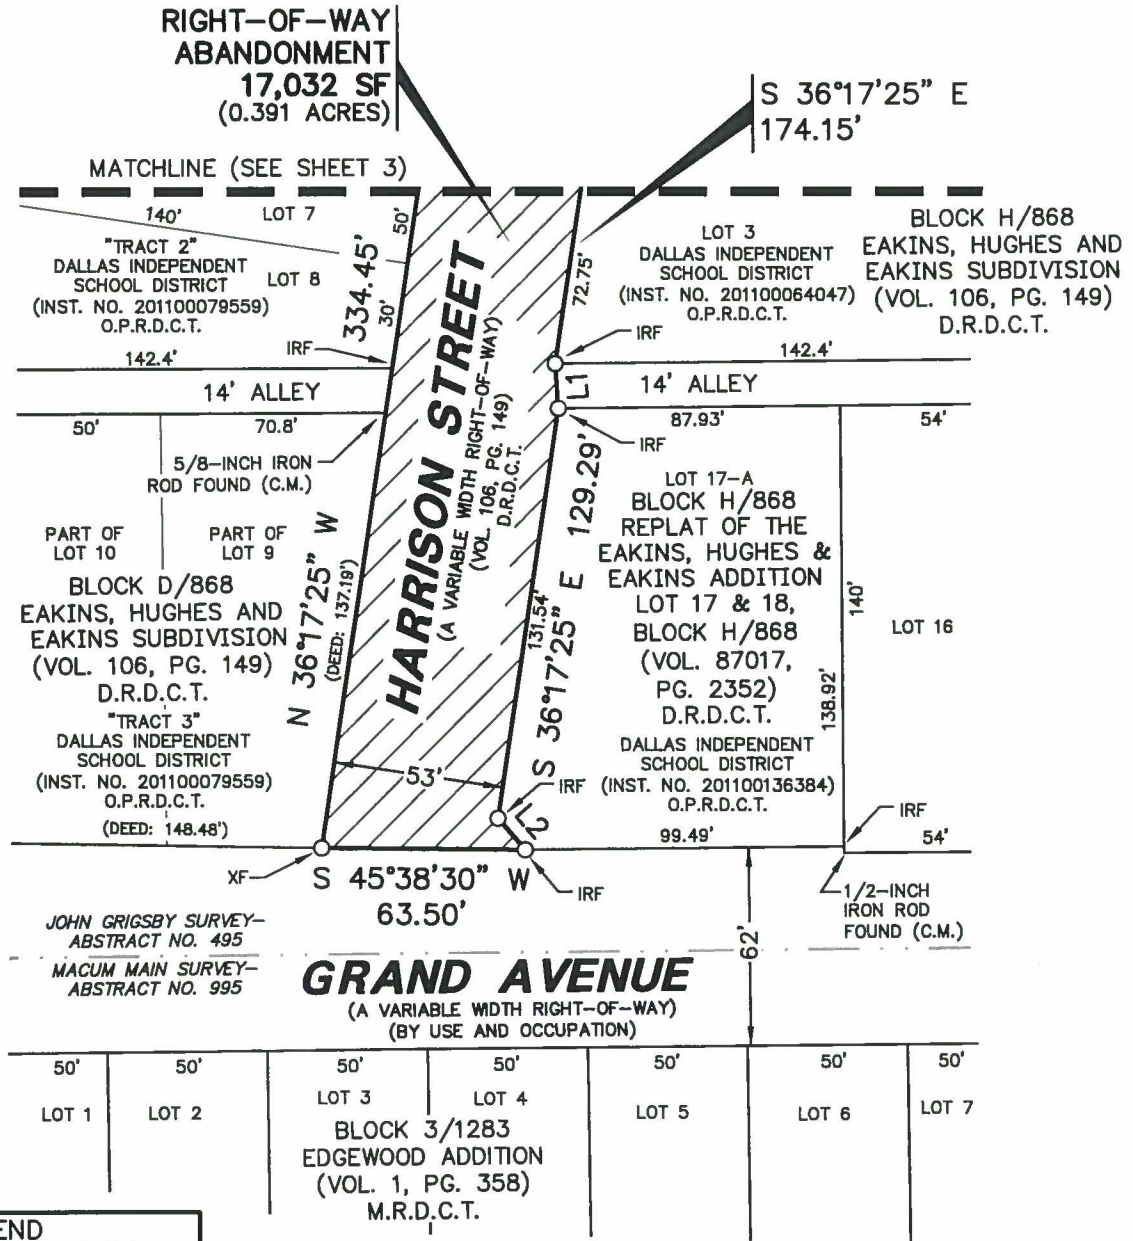 RIGHT-OF-WAY
ABANDONMENT
17,032 SF
(0.391 ACRES)
S 36°17'25" E
174.15'
MATCHLINE (SEE SHEET 3)
140'
LOT 7
50'
"TRACT 2"
DALLAS INDEPENDENT
SCHOOL DISTRICT
(INST. NO. 201100079559)
O.P.R.D.C.T.
LOT 8
334.45'
30'
IRF
142.4'
14' ALLEY
50'
70.8'
5/8-INCH IRON
ROD FOUND (C.M.)
HARRISON STREET
(A VARIABLE WIDTH RIGHT-OF-WAY)
(VOL. 106, PG. 149)
D.R.D.C.T.
72.75'
LOT 3
DALLAS INDEPENDENT
SCHOOL DISTRICT
(INST. NO. 201100064047)
O.P.R.D.C.T.
BLOCK H/868
EAKINS, HUGHES AND
EAKINS SUBDIVISION
(VOL. 106, PG. 149)
D.R.D.C.T.
IRF
142.4'
L1
14' ALLEY
87.93'
54'
IRF
PART OF
LOT 10
PART OF
LOT 9
BLOCK D/868
EAKINS, HUGHES AND
EAKINS SUBDIVISION
(VOL. 106, PG. 149)
D.R.D.C.T.
"TRACT 3"
DALLAS INDEPENDENT
SCHOOL DISTRICT
(INST. NO. 201100079559)
O.P.R.D.C.T.
(DEED: 148.48')
N 36°17'25" W
(DEED: 137.19')
53'
131.54'
S 36°17'25" E 129.29'
LOT 17-A
BLOCK H/868
REPLAT OF THE
EAKINS, HUGHES &
EAKINS ADDITION
LOT 17 & 18,
BLOCK H/868
(VOL. 87017,
PG. 2352)
D.R.D.C.T.
DALLAS INDEPENDENT
SCHOOL DISTRICT
(INST. NO. 201100136384)
O.P.R.D.C.T.
140'
138.92'
LOT 16
IRF
L2
99.49'
IRF
54'
XF
S 45°38'30" W
63.50'
IRF
1/2-INCH
IRON ROD
FOUND (C.M.)
JOHN GRIGSBY SURVEY-
ABSTRACT NO. 495
MACUM MAIN SURVEY-
ABSTRACT NO. 995
62'
GRAND AVENUE
(A VARIABLE WIDTH RIGHT-OF-WAY)
(BY USE AND OCCUPATION)
50' 50' 50' 50' 50' 50' 50'
LOT 1 LOT 2 LOT 3 LOT 4 LOT 5 LOT 6 LOT 7
BLOCK 3/1283
EDGEWOOD ADDITION
(VOL. 1, PG. 358)
M.R.D.C.T.
END